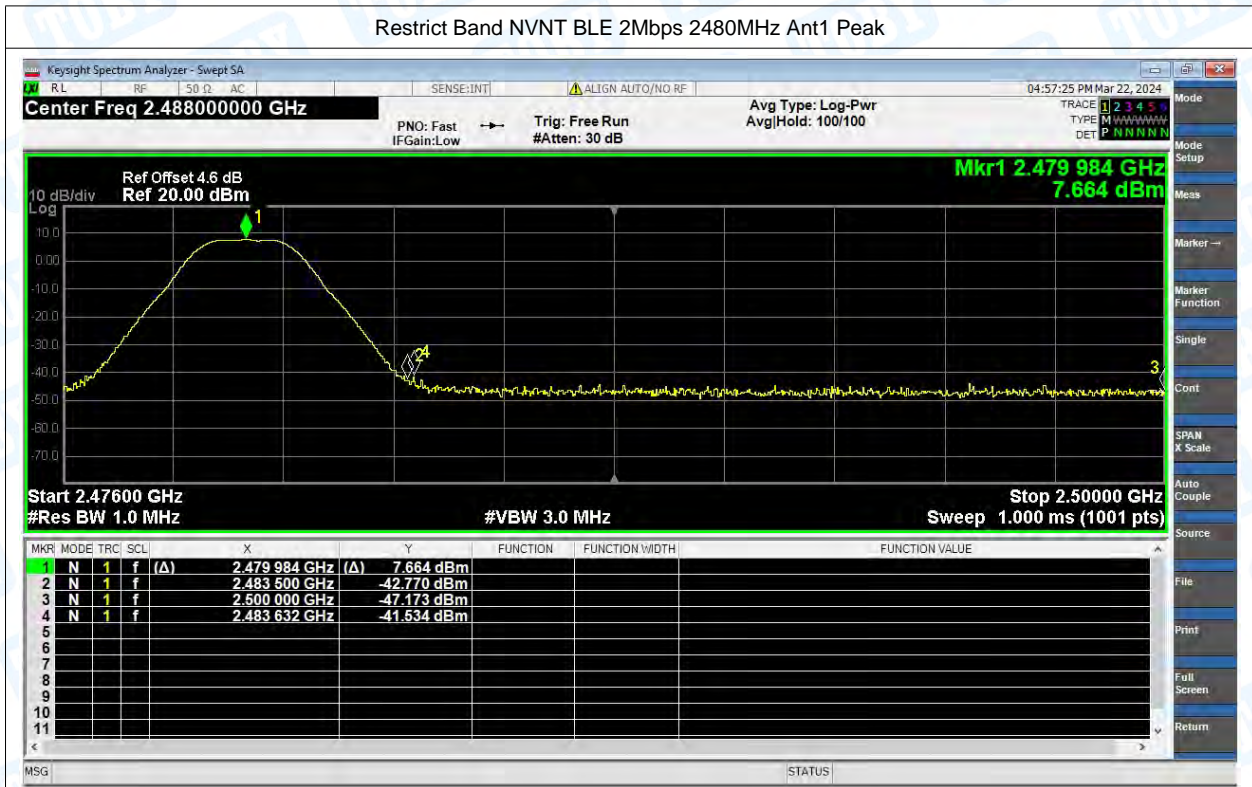 Restrict Band NVNT BLE 2Mbps 2480MHz Ant1 Peak
Keysight Spectrum Analyzer - Swept SA
LXI RL RF 50 Ω AC SENSE:INT ALIGN AUTO/NO RF 04:57:25 PM Mar 22, 2024
Center Freq 2.488000000 GHz
PNO: Fast
IFGain:Low
Trig: Free Run
#Atten: 30 dB
Avg Type: Log-Pwr
Avg|Hold: 100/100
TRACE 1 2 3 4 5 6
TYPE M WWWWW
DET P N N N N N
Ref Offset 4.6 dB
10 dB/div Ref 20.00 dBm
Log
Mkr1 2.479 984 GHz
7.664 dBm
10.0
0.00
-10.0
-20.0
-30.0
-40.0
-50.0
-60.0
-70.0
1
2
4
3
Start 2.47600 GHz Stop 2.50000 GHz
#Res BW 1.0 MHz #VBW 3.0 MHz Sweep 1.000 ms (1001 pts)
MKR MODE TRC SCL X Y FUNCTION FUNCTION WIDTH FUNCTION VALUE
1 N 1 f (Δ) 2.479 984 GHz (Δ) 7.664 dBm
2 N 1 f 2.483 500 GHz -42.770 dBm
3 N 1 f 2.500 000 GHz -47.173 dBm
4 N 1 f 2.483 632 GHz -41.534 dBm
5
6
7
8
9
10
11
MSG STATUS
Mode
Mode
Setup
Meas
Marker→
Marker
Function
Single
Cont
SPAN
X Scale
Auto
Couple
Source
File
Print
Full
Screen
Return
TOBY